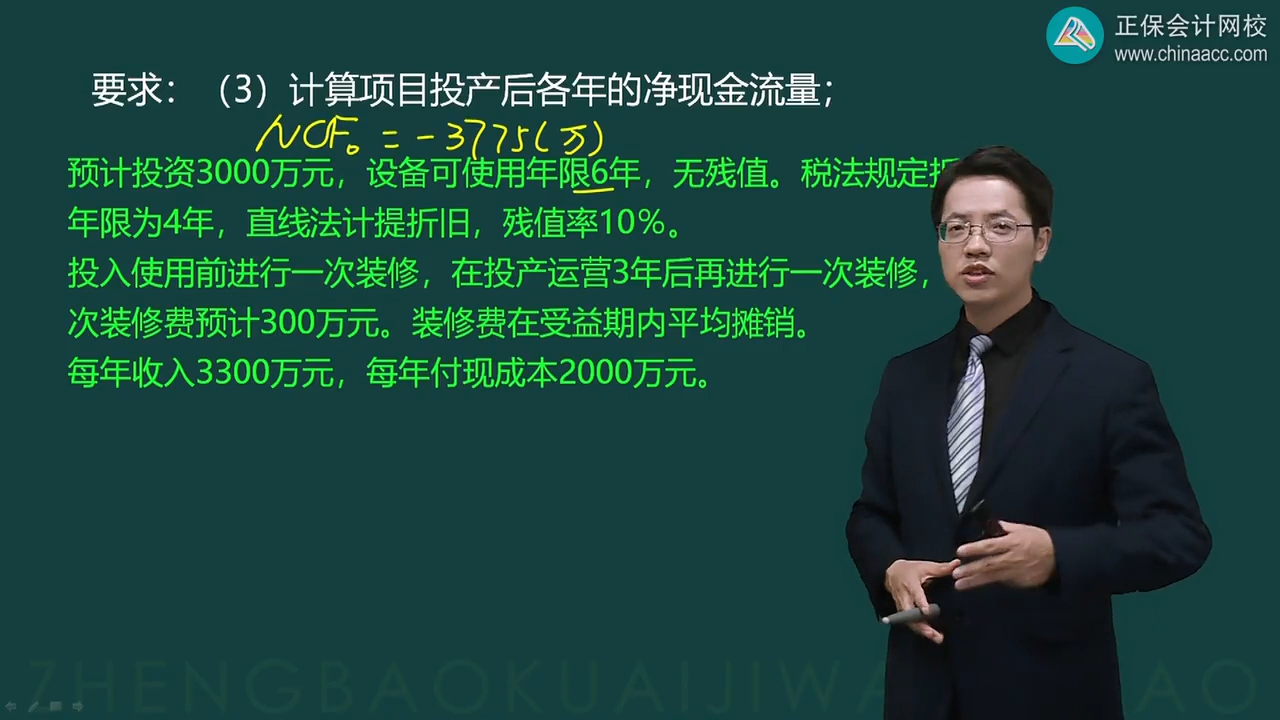 正保会计网校
www.chinaacc.com
要求：（3）计算项目投产后各年的净现金流量；
NCF₀ = -3775(万)
预计投资3000万元，设备可使用年限6年，无残值。税法规定折
年限为4年，直线法计提折旧，残值率10%。
投入使用前进行一次装修，在投产运营3年后再进行一次装修，
次装修费预计300万元。装修费在受益期内平均摊销。
每年收入3300万元，每年付现成本2000万元。
ZHENGBAOKUAIJIWA
AO